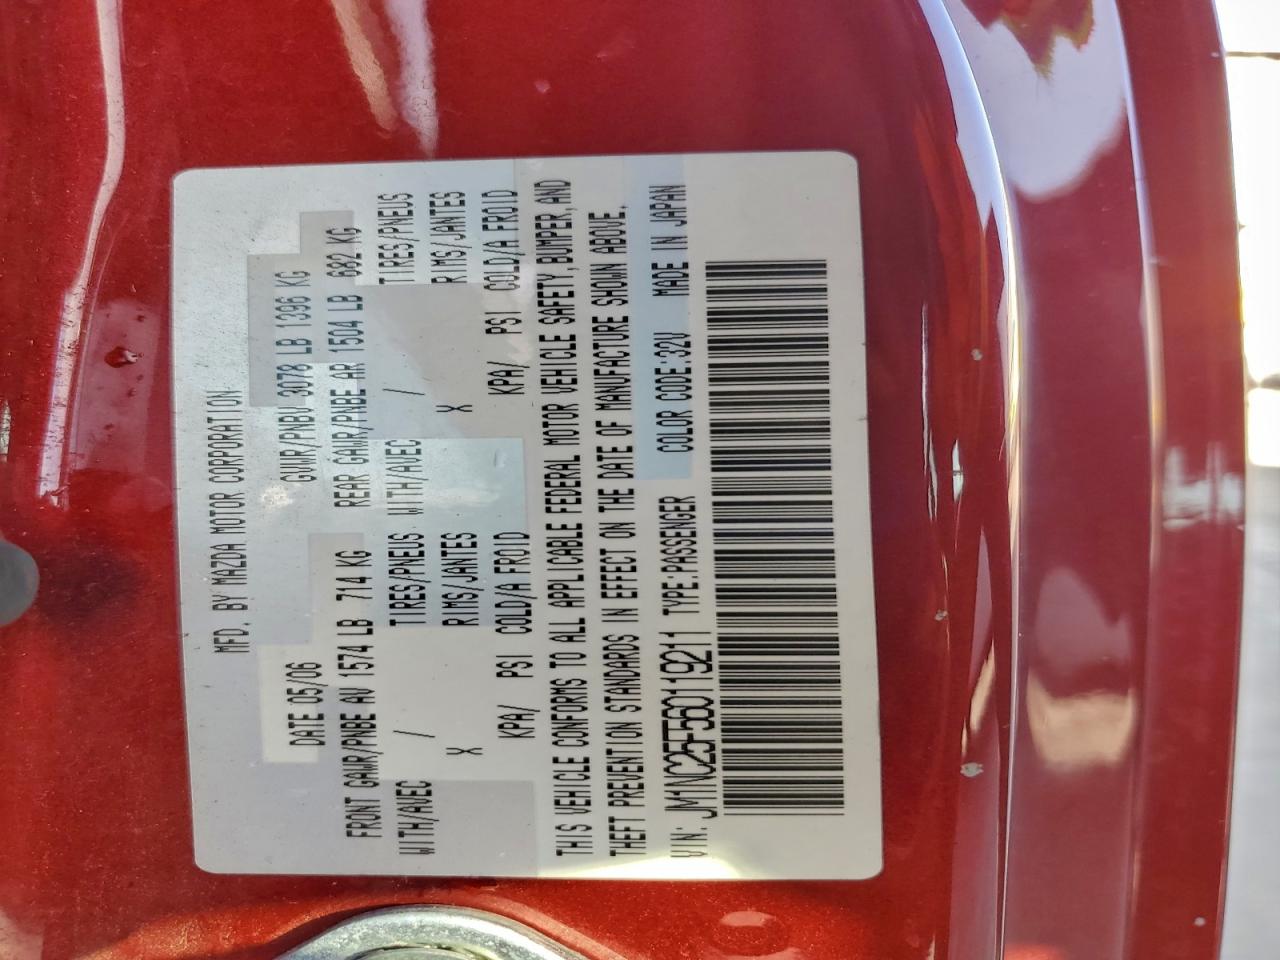 MFD. BY MAZDA MOTOR CORPORATION
DATE 05/06 GVWR/PNBV 3078 LB 1396 KG
FRONT GAWR/PNBE AV 1574 LB 714 KG REAR GAWR/PNBE AR 1504 LB 682 KG
TIRES/PNEUS TIRES/PNEUS
WITH/AVEC / WITH/AVEC /
X RIMS/JANTES X RIMS/JANTES
KPA/ PSI COLD/A FROID KPA/ PSI COLD/A FROID
THIS VEHICLE CONFORMS TO ALL APPLICABLE FEDERAL MOTOR VEHICLE SAFETY, BUMPER, AND
THEFT PREVENTION STANDARDS IN EFFECT ON THE DATE OF MANUFACTURE SHOWN ABOVE.
VIN: JM1NC25F560119211 TYPE:PASSENGER COLOR CODE:32V MADE IN JAPAN